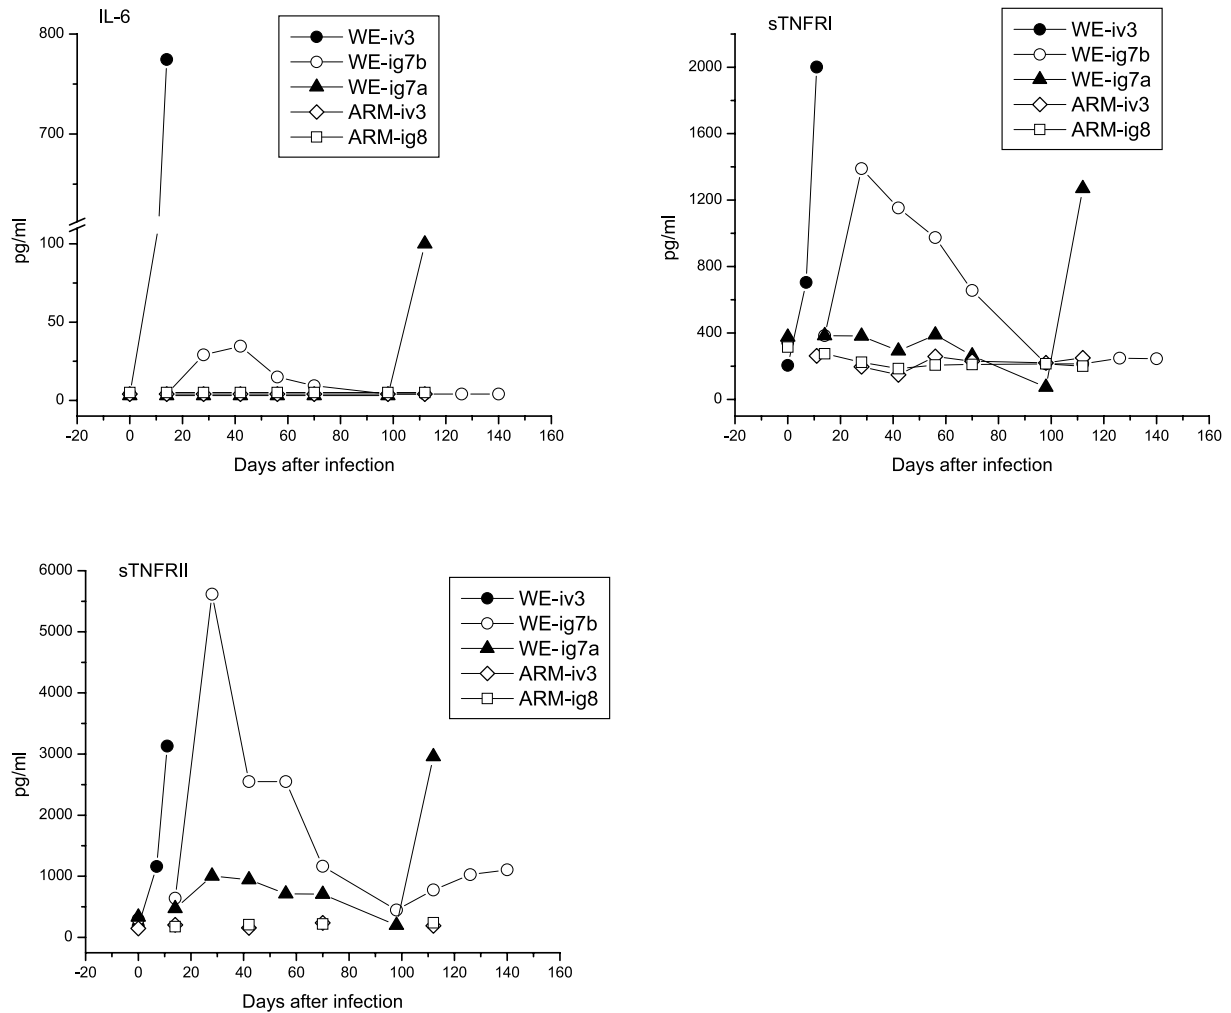 IL-6
800
700
100
50
0
pg/ml
-20 0 20 40 60 80 100 120 140 160
Days after infection
WE-iv3
WE-ig7b
WE-ig7a
ARM-iv3
ARM-ig8
sTNFRI
2000
1600
1200
800
400
0
pg/ml
-20 0 20 40 60 80 100 120 140 160
Days after infection
WE-iv3
WE-ig7b
WE-ig7a
ARM-iv3
ARM-ig8
sTNFRII
6000
5000
4000
3000
2000
1000
0
pg/ml
-20 0 20 40 60 80 100 120 140 160
Days after infection
WE-iv3
WE-ig7b
WE-ig7a
ARM-iv3
ARM-ig8